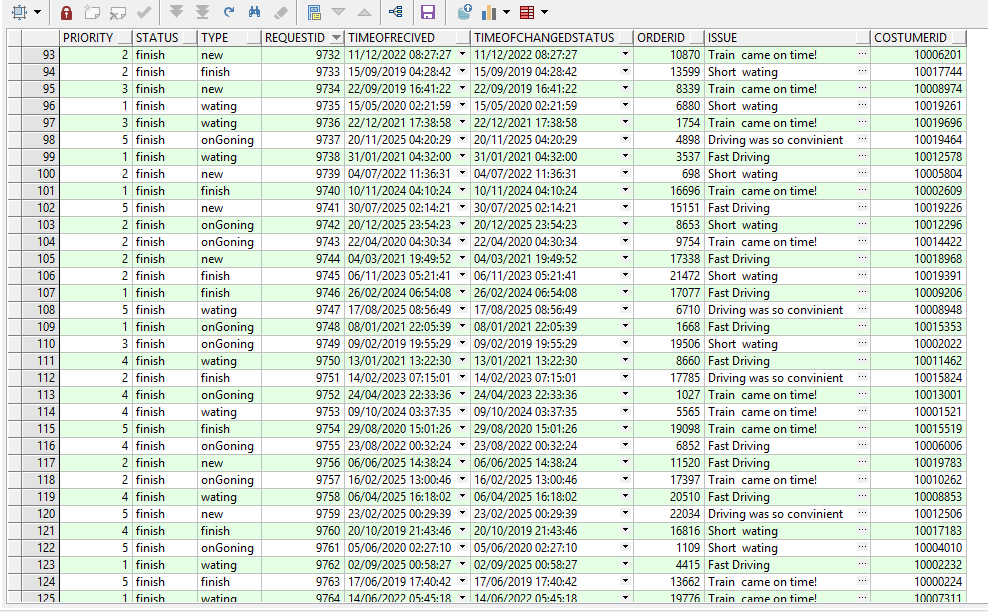 PRIORITY STATUS TYPE REQUESTID TIMEOFRECIVED TIMEOFCHANGEDSTATUS ORDERID ISSUE COSTUMERID
93 2 finish new 9732 11/12/2022 08:27:27 11/12/2022 08:27:27 10870 Train came on time! ... 10006201
94 2 finish finish 9733 15/09/2019 04:28:42 15/09/2019 04:28:42 13599 Short wating ... 10017744
95 3 finish new 9734 22/09/2019 16:41:22 22/09/2019 16:41:22 8339 Train came on time! ... 10008974
96 1 finish wating 9735 15/05/2020 02:21:59 15/05/2020 02:21:59 6880 Short wating ... 10019261
97 3 finish wating 9736 22/12/2021 17:38:58 22/12/2021 17:38:58 1754 Train came on time! ... 10019696
98 5 finish onGoning 9737 20/11/2025 04:20:29 20/11/2025 04:20:29 4898 Driving was so convinient ... 10019464
99 1 finish wating 9738 31/01/2021 04:32:00 31/01/2021 04:32:00 3537 Fast Driving ... 10012578
100 2 finish new 9739 04/07/2022 11:36:31 04/07/2022 11:36:31 698 Short wating ... 10005804
101 1 finish finish 9740 10/11/2024 04:10:24 10/11/2024 04:10:24 16696 Train came on time! ... 10002609
102 5 finish new 9741 30/07/2025 02:14:21 30/07/2025 02:14:21 15151 Fast Driving ... 10019226
103 2 finish onGoning 9742 20/12/2025 23:54:23 20/12/2025 23:54:23 8653 Short wating ... 10012296
104 2 finish onGoning 9743 22/04/2020 04:30:34 22/04/2020 04:30:34 9754 Train came on time! ... 10014422
105 2 finish new 9744 04/03/2021 19:49:52 04/03/2021 19:49:52 17338 Fast Driving ... 10018968
106 2 finish finish 9745 06/11/2023 05:21:41 06/11/2023 05:21:41 21472 Short wating ... 10019391
107 1 finish finish 9746 26/02/2024 06:54:08 26/02/2024 06:54:08 17077 Fast Driving ... 10009206
108 5 finish wating 9747 17/08/2025 08:56:49 17/08/2025 08:56:49 6710 Driving was so convinient ... 10008948
109 1 finish onGoning 9748 08/01/2021 22:05:39 08/01/2021 22:05:39 1668 Fast Driving ... 10015353
110 3 finish onGoning 9749 09/02/2019 19:55:29 09/02/2019 19:55:29 19506 Short wating ... 10002022
111 4 finish wating 9750 13/01/2021 13:22:30 13/01/2021 13:22:30 8660 Fast Driving ... 10011462
112 2 finish finish 9751 14/02/2023 07:15:01 14/02/2023 07:15:01 17785 Driving was so convinient ... 10015824
113 4 finish onGoning 9752 24/04/2023 22:33:36 24/04/2023 22:33:36 1027 Train came on time! ... 10013001
114 4 finish wating 9753 09/10/2024 03:37:35 09/10/2024 03:37:35 5565 Train came on time! ... 10001521
115 5 finish finish 9754 29/08/2020 15:01:26 29/08/2020 15:01:26 19098 Train came on time! ... 10015519
116 4 finish onGoning 9755 23/08/2022 00:32:24 23/08/2022 00:32:24 6852 Fast Driving ... 10006006
117 2 finish new 9756 06/06/2025 14:38:24 06/06/2025 14:38:24 11520 Fast Driving ... 10019783
118 2 finish onGoning 9757 16/02/2025 13:00:46 16/02/2025 13:00:46 17397 Train came on time! ... 10010262
119 4 finish wating 9758 06/04/2025 16:18:02 06/04/2025 16:18:02 20510 Fast Driving ... 10008853
120 5 finish new 9759 23/02/2025 00:29:39 23/02/2025 00:29:39 22034 Driving was so convinient ... 10012506
121 4 finish finish 9760 20/10/2019 21:43:46 20/10/2019 21:43:46 16816 Short wating ... 10017183
122 5 finish onGoning 9761 05/06/2020 02:27:10 05/06/2020 02:27:10 1109 Short wating ... 10004010
123 1 finish wating 9762 02/09/2025 00:58:27 02/09/2025 00:58:27 4415 Fast Driving ... 10002232
124 5 finish finish 9763 17/06/2019 17:40:42 17/06/2019 17:40:42 13662 Train came on time! ... 10000224
125 1 finish wating 9764 14/06/2022 05:45:18 14/06/2022 05:45:18 19776 Train came on time! ... 10007311